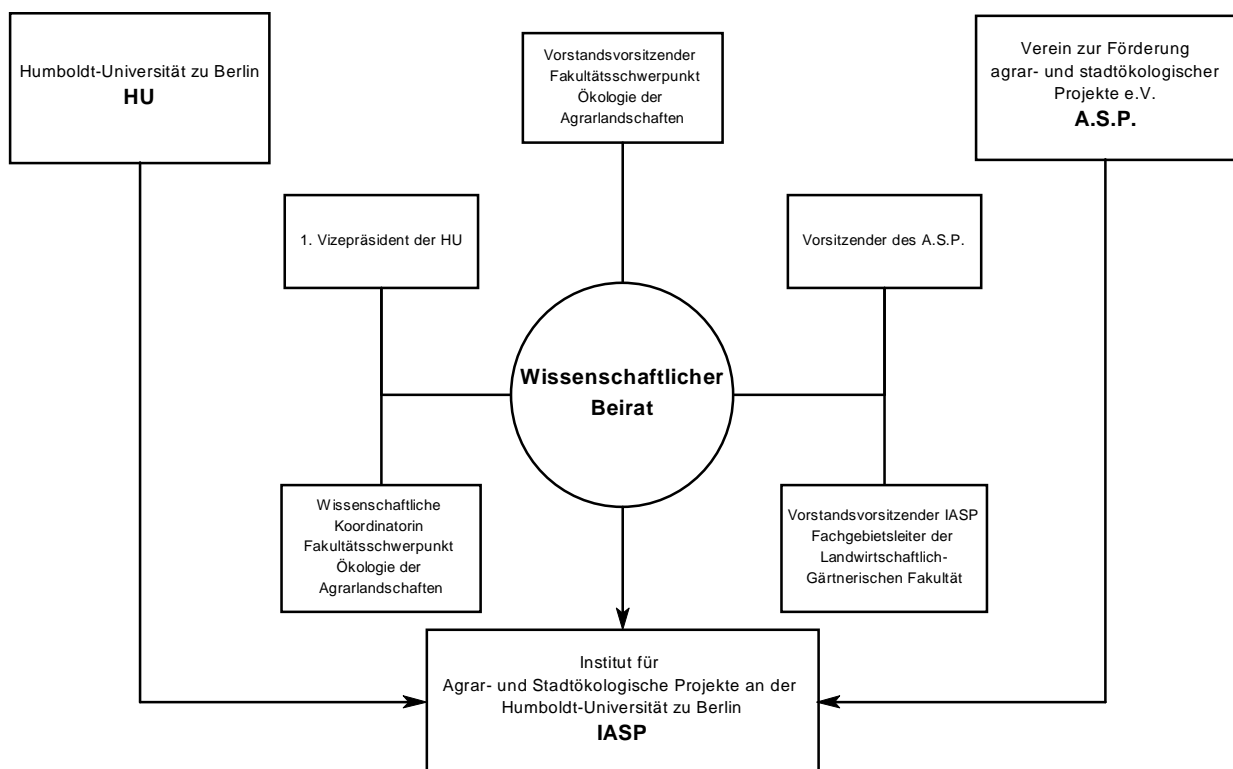 Humboldt-Universität zu Berlin
HU
Vorstandsvorsitzender
Fakultätsschwerpunkt
Ökologie der
Agrarlandschaften
Verein zur Förderung
agrar- und stadtökologischer
Projekte e.V.
A.S.P.
1. Vizepräsident der HU
Vorsitzender des A.S.P.
Wissenschaftlicher
Beirat
Wissenschaftliche
Koordinatorin
Fakultätsschwerpunkt
Ökologie der
Agrarlandschaften
Vorstandsvorsitzender IASP
Fachgebietsleiter der
Landwirtschaftlich-
Gärtnerischen Fakultät
Institut für
Agrar- und Stadtökologische Projekte an der
Humboldt-Universität zu Berlin
IASP